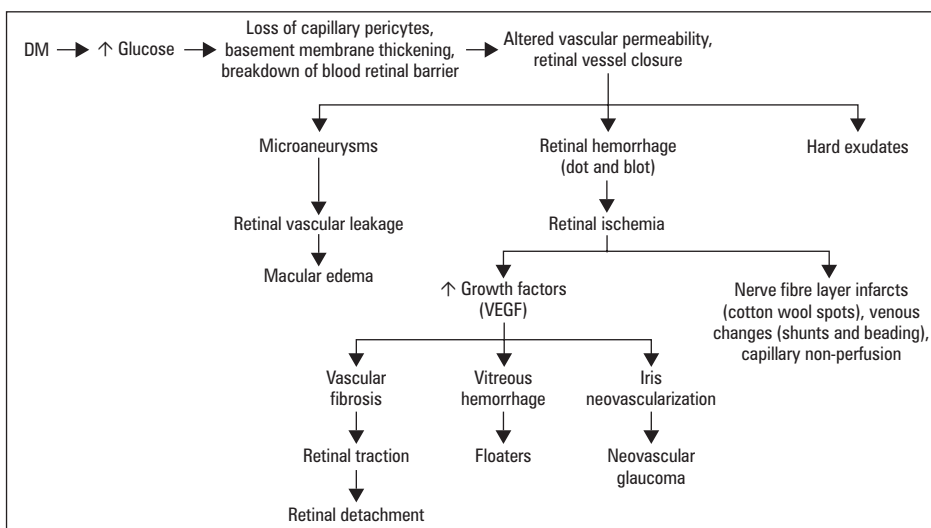 DM
↑ Glucose
Loss of capillary pericytes,
basement membrane thickening,
breakdown of blood retinal barrier
Altered vascular permeability,
retinal vessel closure
Microaneurysms
Retinal hemorrhage
(dot and blot)
Hard exudates
Retinal vascular leakage
Retinal ischemia
Macular edema
↑ Growth factors
(VEGF)
Nerve fibre layer infarcts
(cotton wool spots), venous
changes (shunts and beading),
capillary non-perfusion
Vascular
fibrosis
Vitreous
hemorrhage
Iris
neovascularization
Retinal traction
Floaters
Neovascular
glaucoma
Retinal detachment